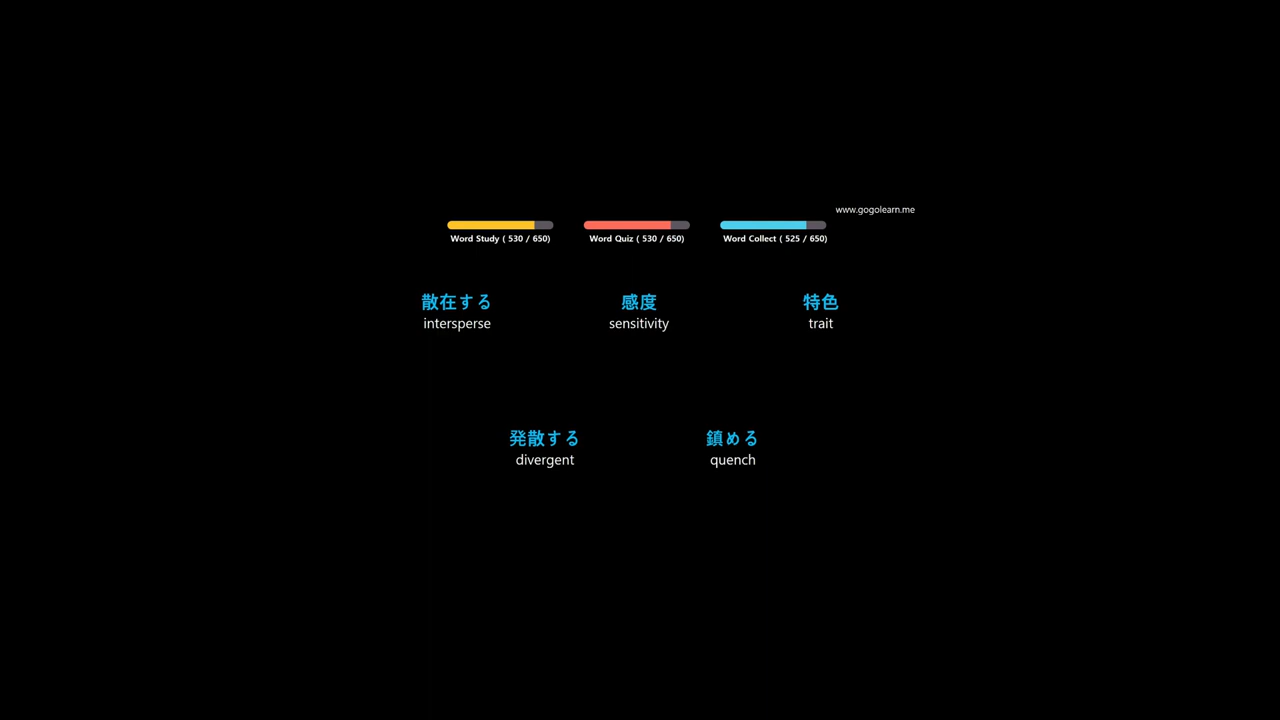 www.gogolearn.me
Word Study ( 530 / 650)
Word Quiz ( 530 / 650)
Word Collect ( 525 / 650)
散在する
intersperse
感度
sensitivity
特色
trait
発散する
divergent
鎮める
quench